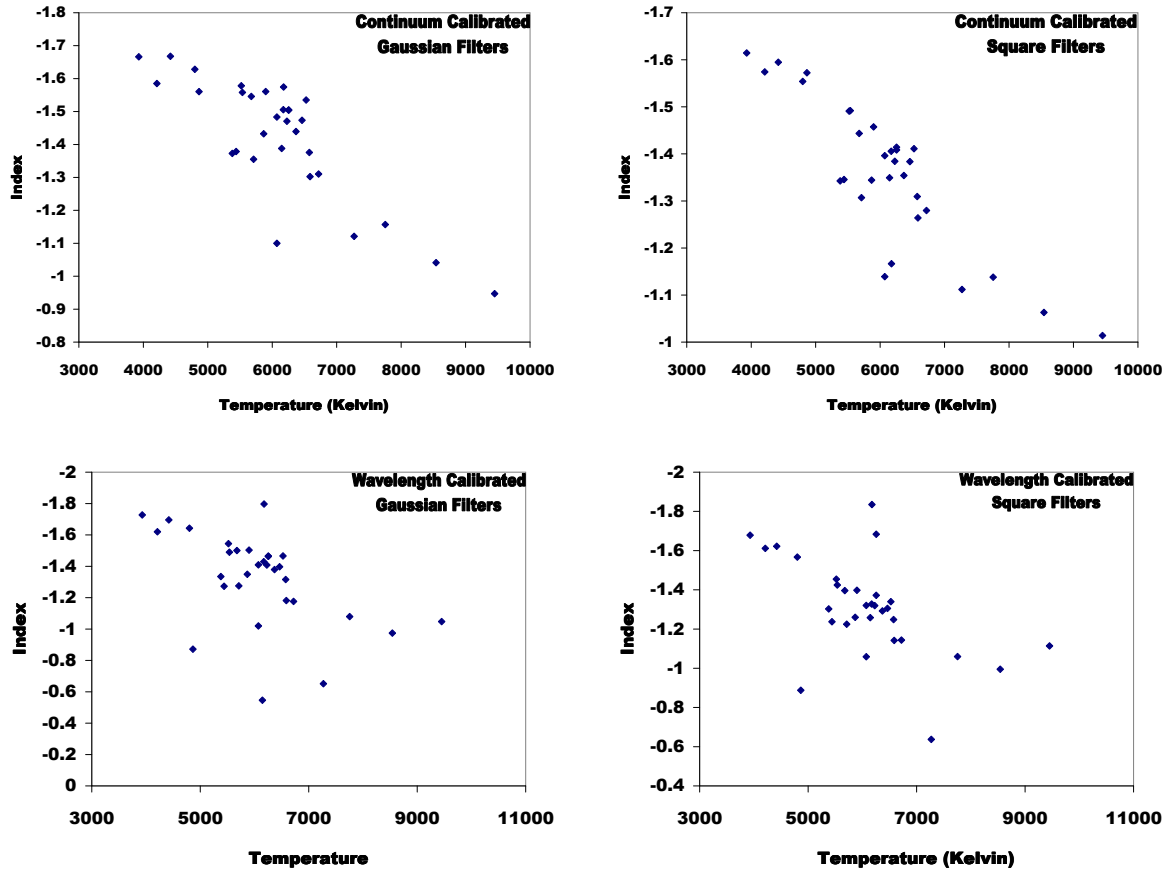 Continuum Calibrated
Gaussian Filters
-1.8
-1.7
-1.6
-1.5
-1.4
-1.3
-1.2
-1.1
-1
-0.9
-0.8
Index
3000 4000 5000 6000 7000 8000 9000 10000
Temperature (Kelvin)
Continuum Calibrated
Square Filters
-1.7
-1.6
-1.5
-1.4
-1.3
-1.2
-1.1
-1
Index
3000 4000 5000 6000 7000 8000 9000 10000
Temperature (Kelvin)
Wavelength Calibrated
Gaussian Filters
-2
-1.8
-1.6
-1.4
-1.2
-1
-0.8
-0.6
-0.4
-0.2
0
Index
3000 5000 7000 9000 11000
Temperature
Wavelength Calibrated
Square Filters
-2
-1.8
-1.6
-1.4
-1.2
-1
-0.8
-0.6
-0.4
Index
3000 5000 7000 9000 11000
Temperature (Kelvin)